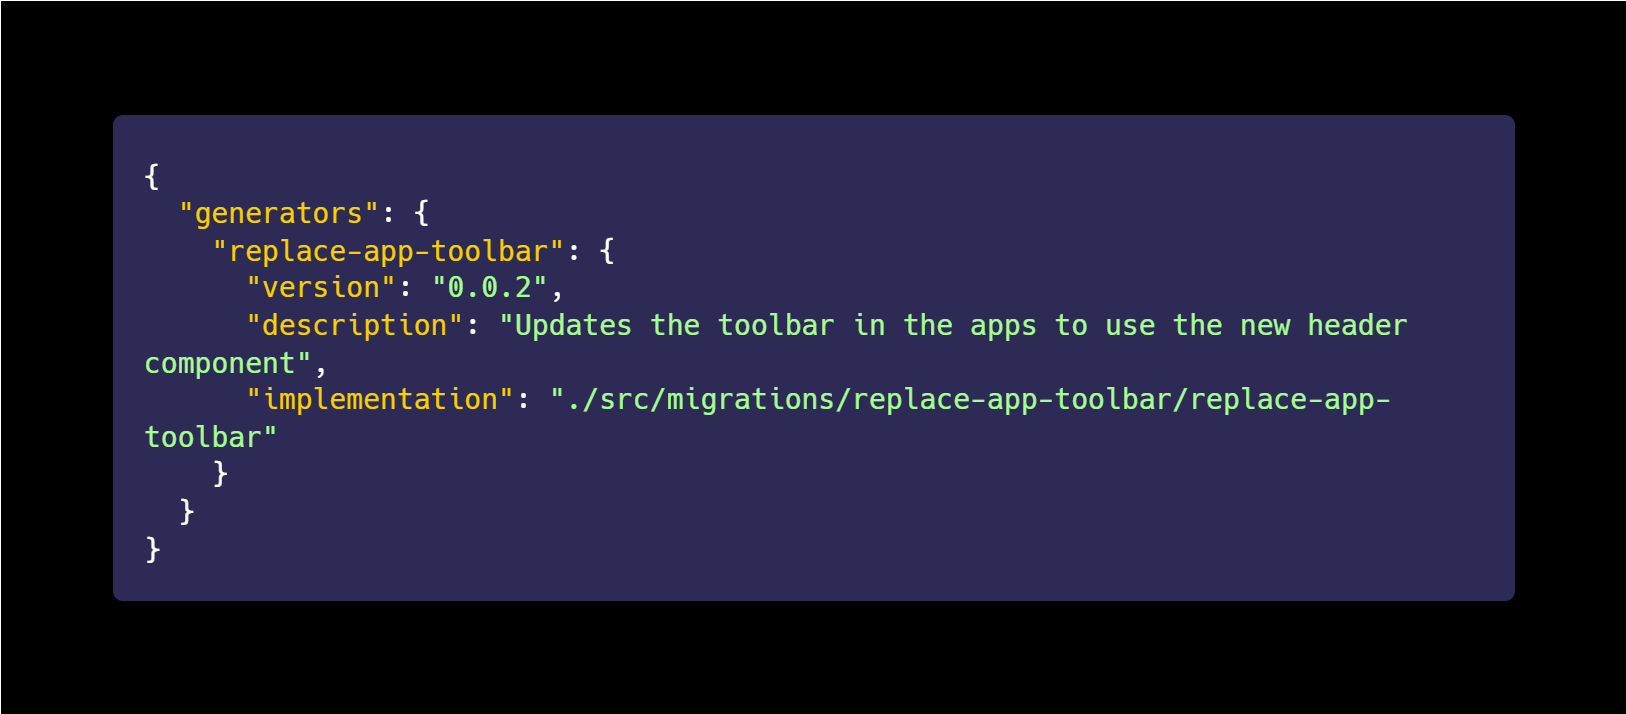 {
  "generators": {
    "replace-app-toolbar": {
      "version": "0.0.2",
      "description": "Updates the toolbar in the apps to use the new header
component",
      "implementation": "./src/migrations/replace-app-toolbar/replace-app-
toolbar"
    }
  }
}